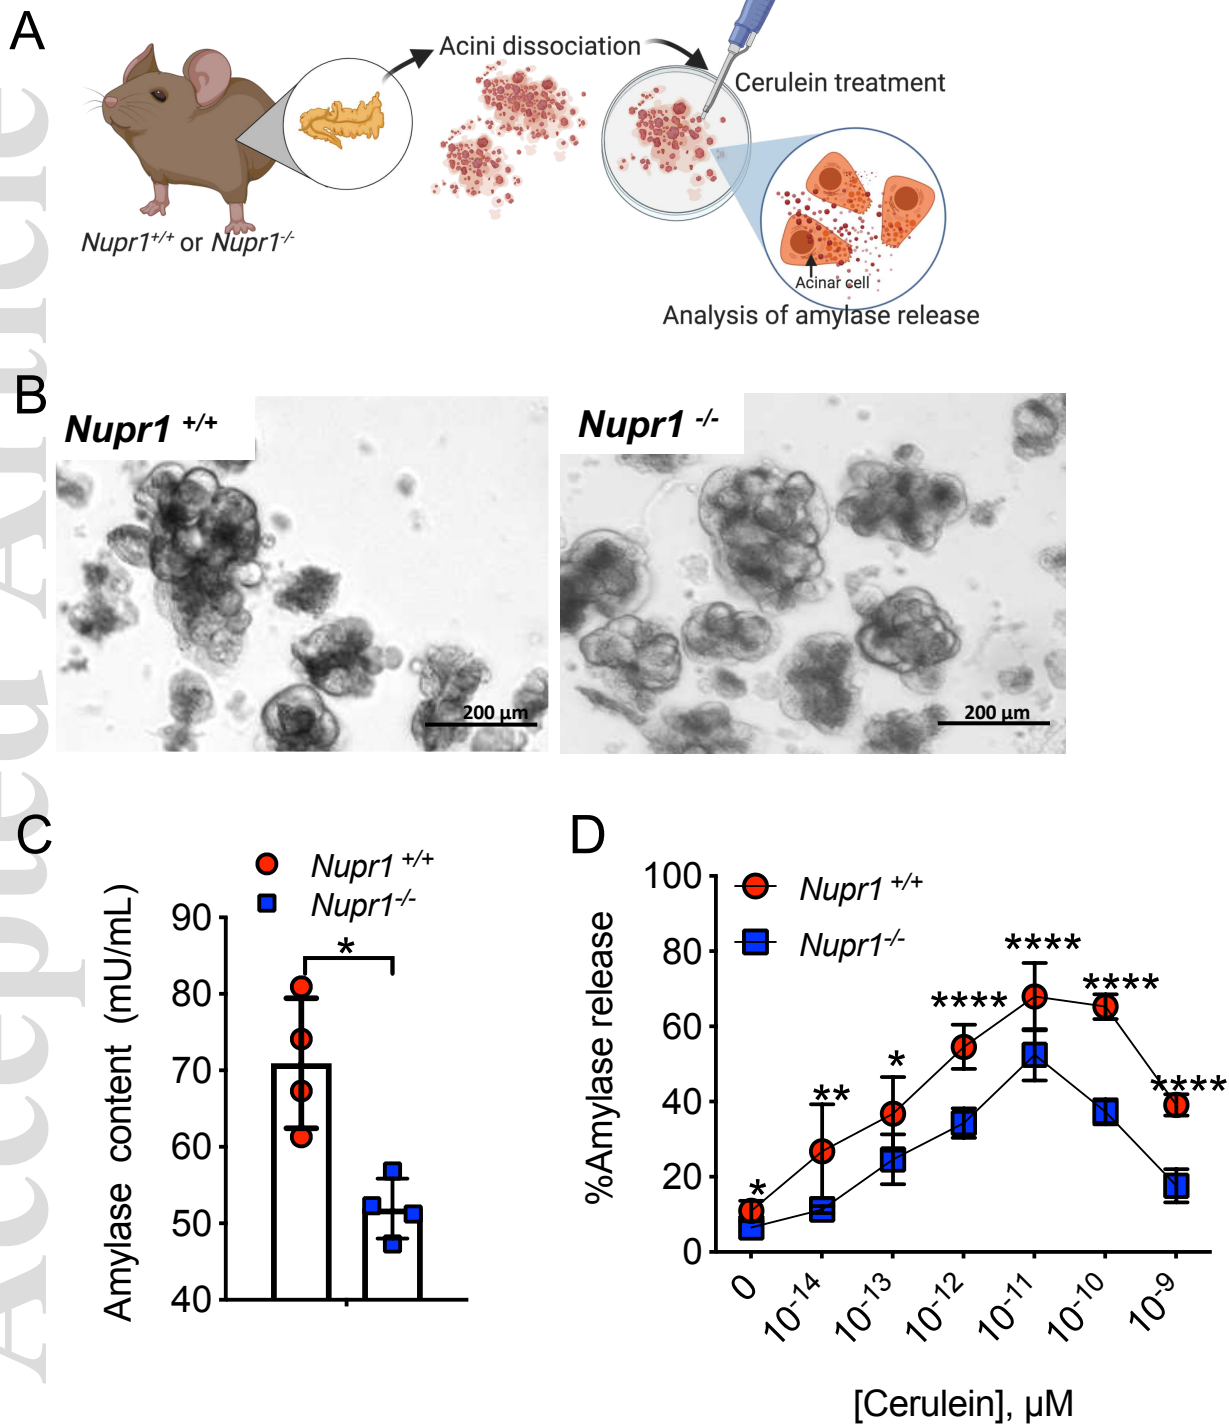 Accepted Article
A
Acini dissociation
Cerulein treatment
Nupr1+/+ or Nupr1-/-
Acinar cell
Analysis of amylase release
B
Nupr1 +/+
Nupr1 -/-
200 µm
200 µm
C
Nupr1 +/+
Nupr1-/-
Amylase content (mU/mL)
90
80
70
60
50
40
*
D
Nupr1 +/+
Nupr1-/-
%Amylase release
100
80
60
40
20
0
*
**
*
****
****
****
****
0
10-14
10-13
10-12
10-11
10-10
10-9
[Cerulein], µM